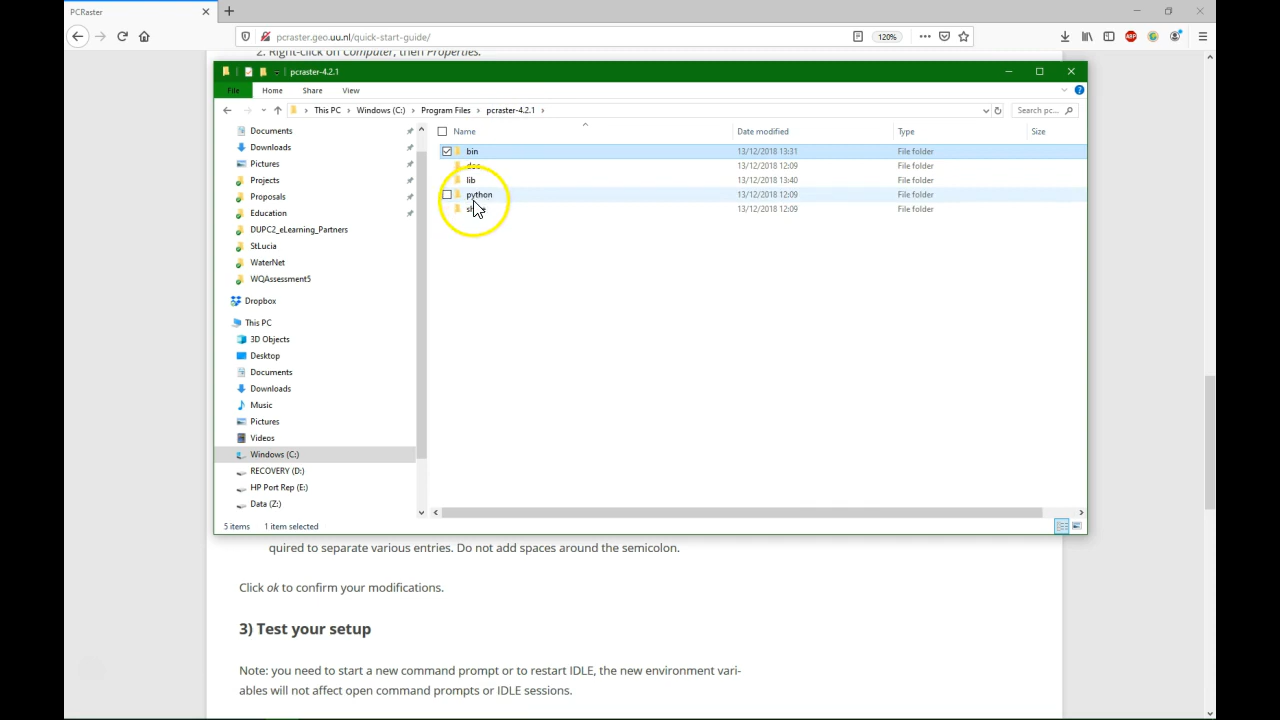 PCRaster
pcraster.geo.uu.nl/quick-start-guide/
120%
2. Right-click on Computer, then Properties.
pcraster-4.2.1
File Home Share View
This PC Windows (C:) Program Files pcraster-4.2.1
Search pc...
Name Date modified Type Size
bin 13/12/2018 13:31 File folder
13/12/2018 12:09 File folder
lib 13/12/2018 13:40 File folder
python 13/12/2018 12:09 File folder
13/12/2018 12:09 File folder
Documents
Downloads
Pictures
Projects
Proposals
Education
DUPC2_eLearning_Partners
StLucia
WaterNet
WQAssessment5
Dropbox
This PC
3D Objects
Desktop
Documents
Downloads
Music
Pictures
Videos
Windows (C:)
RECOVERY (D:)
HP Port Rep (E:)
Data (Z:)
5 items 1 item selected
quired to separate various entries. Do not add spaces around the semicolon.
Click ok to confirm your modifications.
3) Test your setup
Note: you need to start a new command prompt or to restart IDLE, the new environment vari-
ables will not affect open command prompts or IDLE sessions.